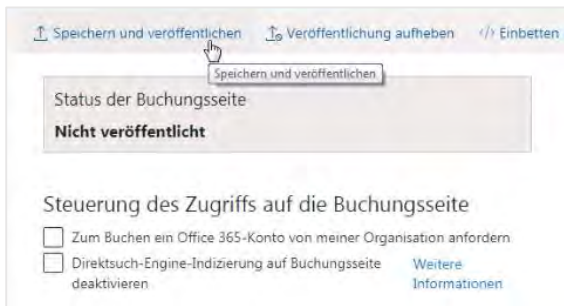 Speichern und veröffentlichen Veröffentlichung aufheben </> Einbetten
Speichern und veröffentlichen
Status der Buchungsseite
Nicht veröffentlicht
Steuerung des Zugriffs auf die Buchungsseite
Zum Buchen ein Office 365-Konto von meiner Organisation anfordern
Direktsuch-Engine-Indizierung auf Buchungsseite Weitere
deaktivieren Informationen